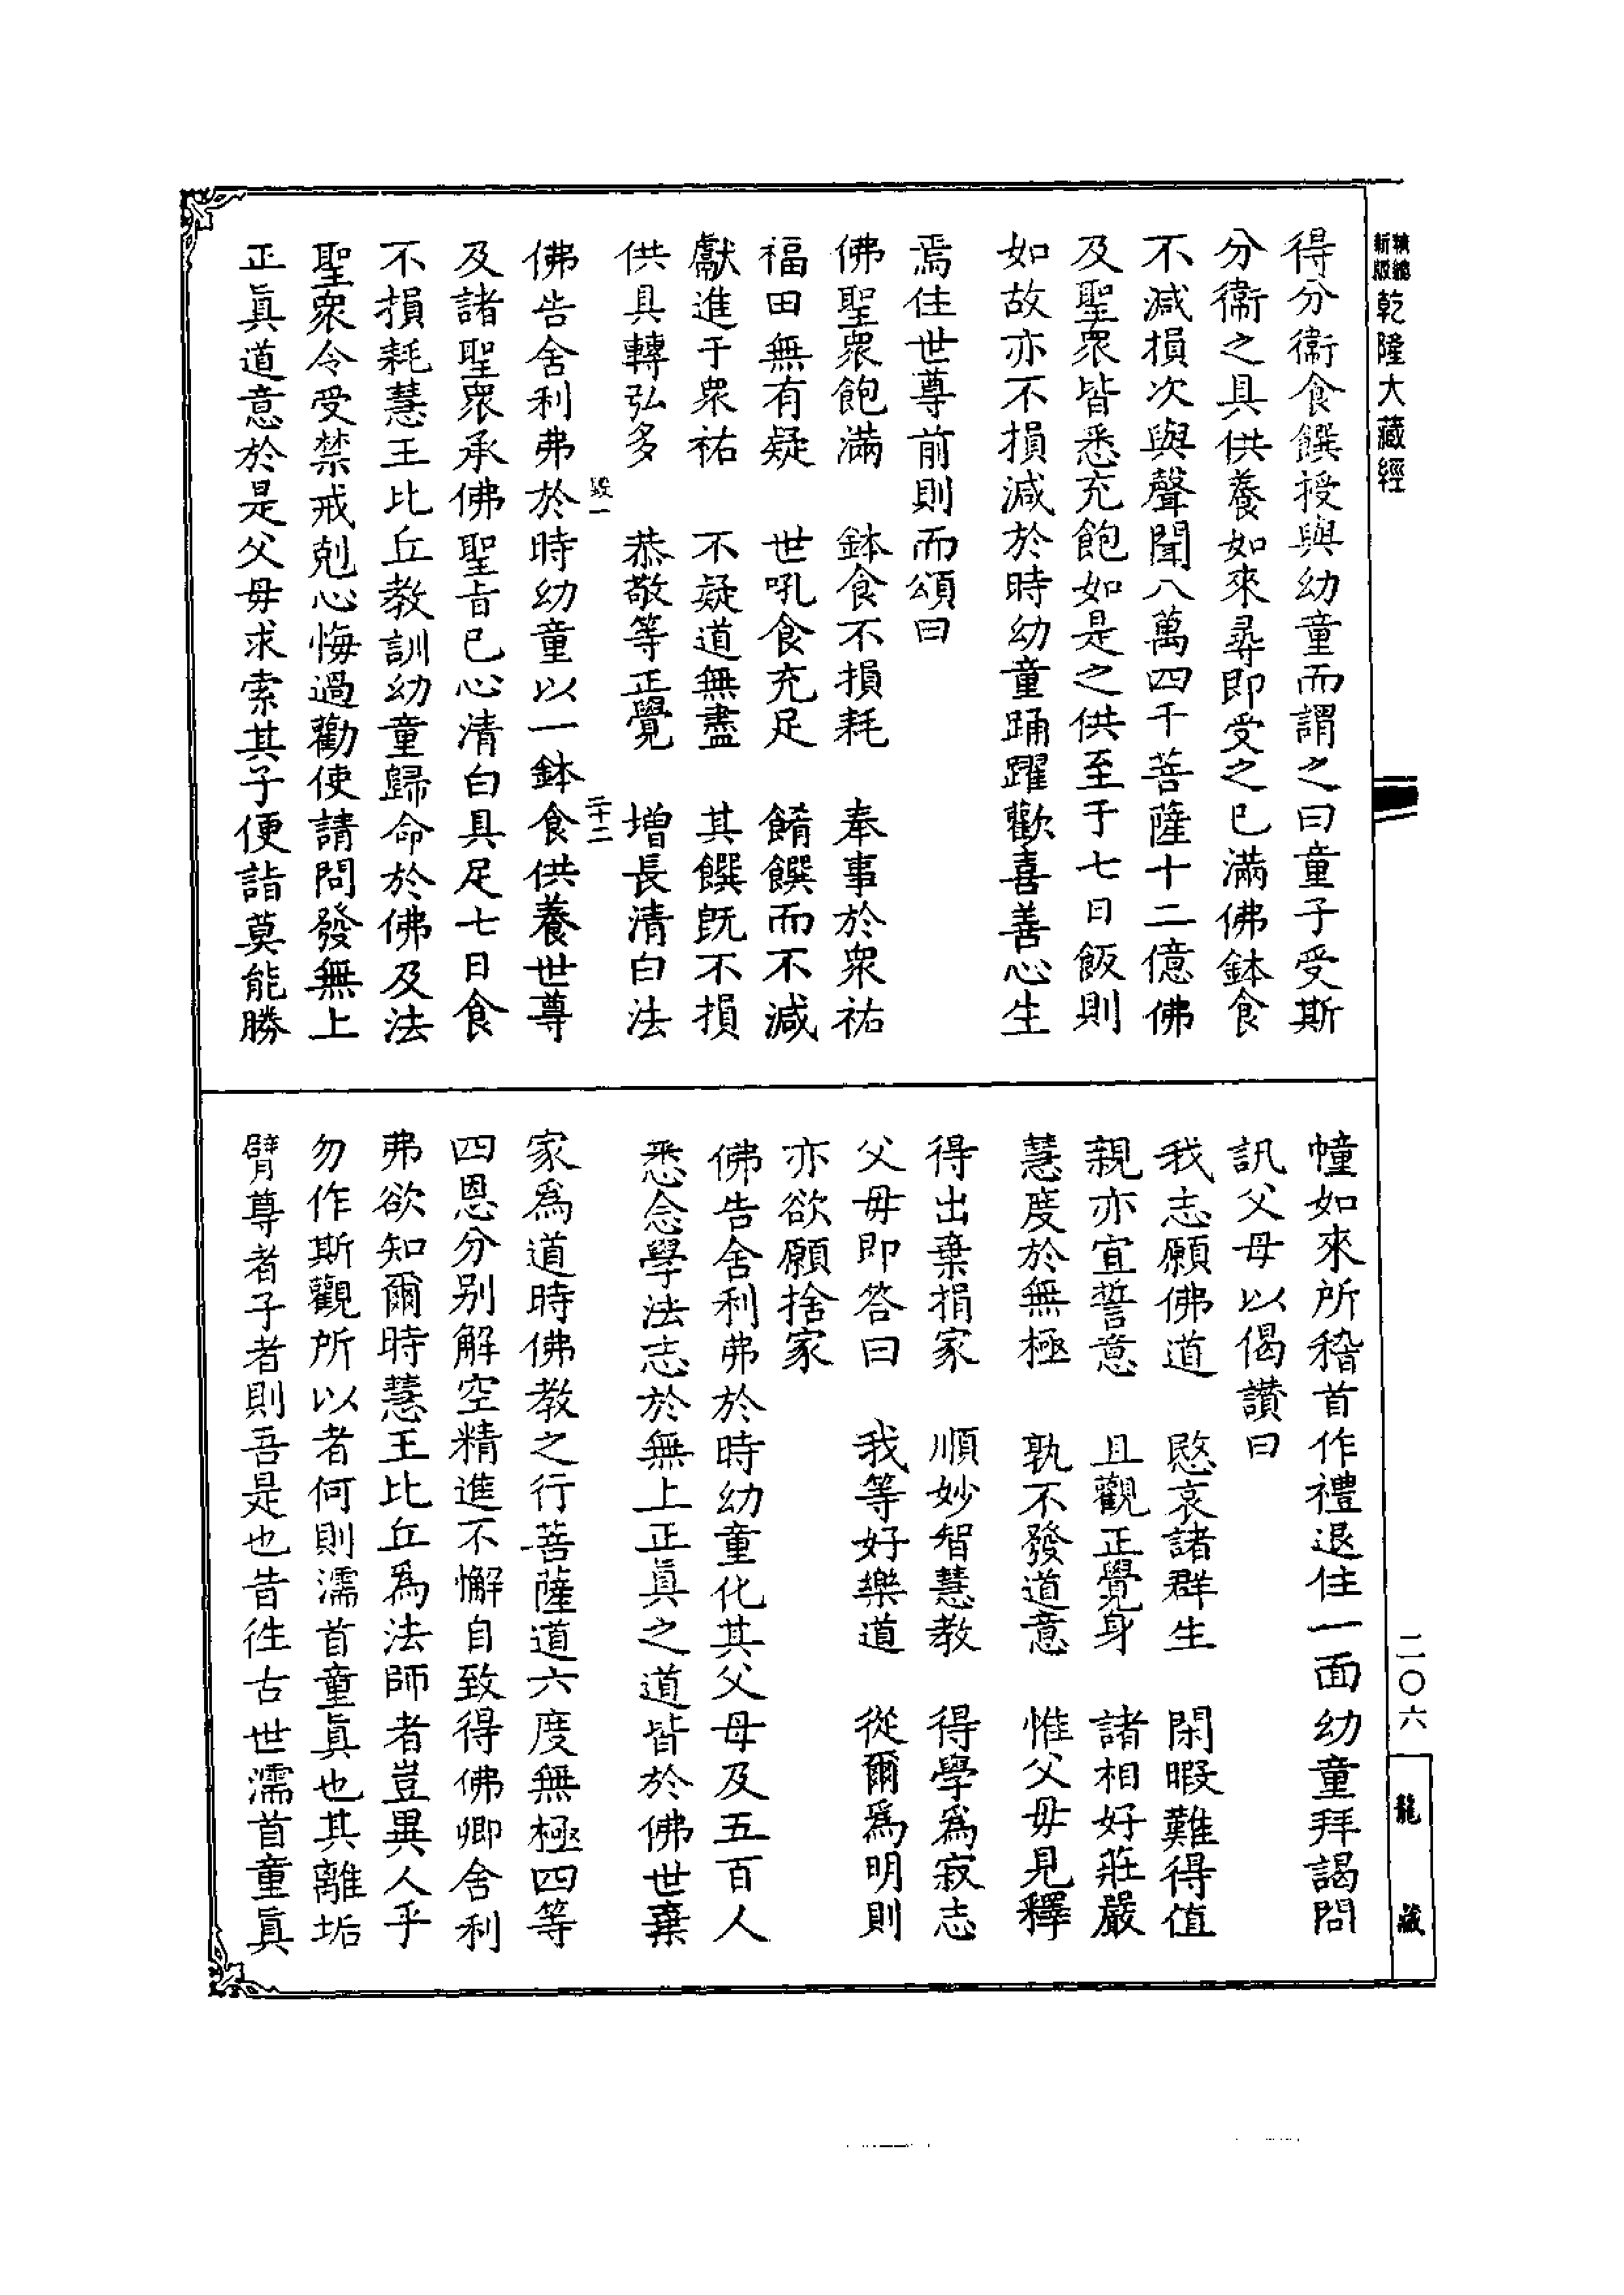 新編
縮版
乾隆大藏經
得分衞食饌授與幼童而謂之曰童子受斯
分衞之具供養如來尋即受之已滿佛鉢食
不減損次與聲聞八萬四千菩薩十二億佛
及聖衆皆悉充飽如是之供至于七日飯則
如故亦不損減於時幼童踊躍歡喜善心生
焉住世尊前則而頌曰
佛聖衆飽滿　鉢食不損耗　奉事於衆祐
福田無有疑　世吼食充足　餚饌而不減
獻進于衆祐　不疑道無盡　其饌旣不損
供具轉弘多　恭敬等正覺　增長清白法
毀一　二十二
佛告舍利弗於時幼童以一鉢食供養世尊
及諸聖衆承佛聖旨已心清白具足七日食
不損耗慧王比丘教訓幼童歸命於佛及法
聖衆令受禁戒剋心悔過勸使請問發無上
正眞道意於是父母求索其子便詣莫能勝
幢如來所稽首作禮退住一面幼童拜謁問
訊父母以偈讚曰
我志願佛道　愍哀諸群生　閑暇難得值
親亦宜誓意　且觀正覺身　諸相好莊嚴
慧度於無極　孰不發道意　惟父母見釋
得出棄捐家　順妙智慧教　得學爲寂志
父母即答曰　我等好樂道　從爾爲明則
亦欲願捨家
佛告舍利弗於時幼童化其父母及五百人
悉念學法志於無上正眞之道皆於佛世棄
家爲道時佛教之行菩薩道六度無極四等
四恩分别解空精進不懈自致得佛卿舍利
弗欲知爾時慧王比丘爲法師者豈異人乎
勿作斯觀所以者何則濡首童眞也其離垢
臂尊者子者則吾是也昔徃古世濡首童眞
二〇六
龍藏